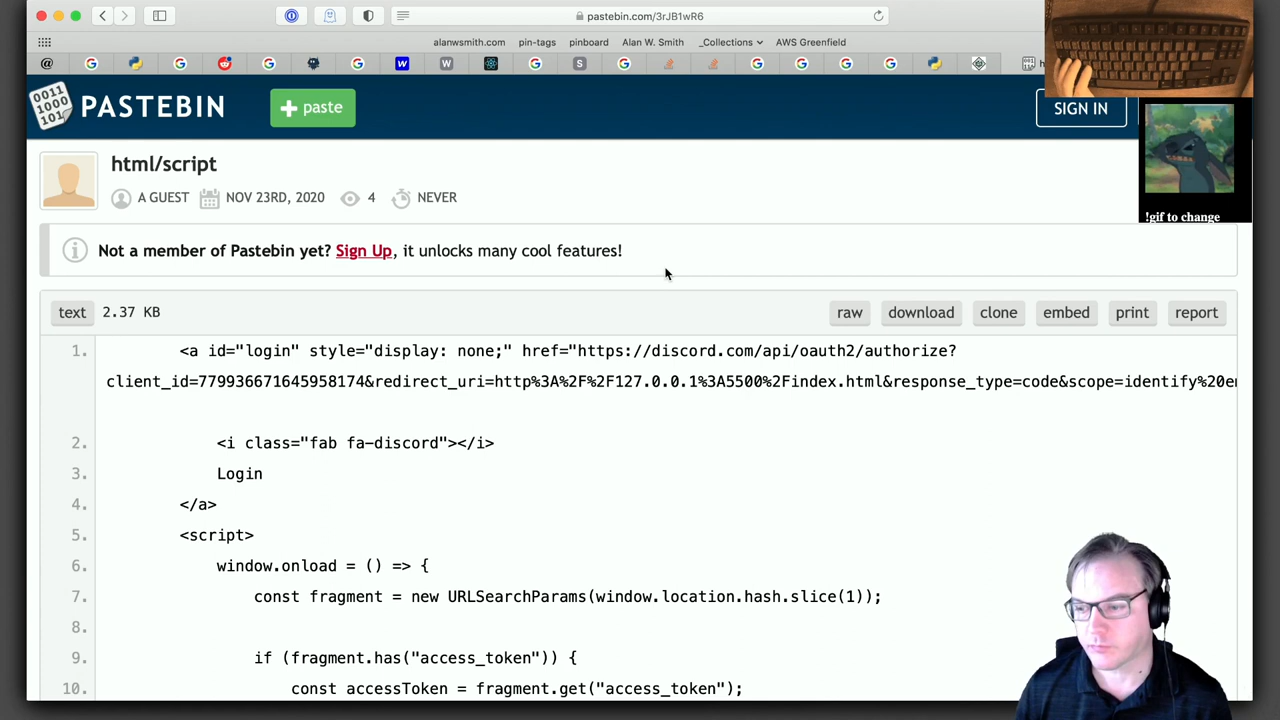 pastebin.com/3rJB1wR6
alanwsmith.com pin-tags pinboard Alan W. Smith _Collections AWS Greenfield
0011
1000
101
PASTEBIN
+ paste
SIGN IN
html/script
A GUEST NOV 23RD, 2020 4 NEVER
!gif to change
Not a member of Pastebin yet? Sign Up, it unlocks many cool features!
text 2.37 KB raw download clone embed print report
1. <a id="login" style="display: none;" href="https://discord.com/api/oauth2/authorize?
client_id=779936671645958174&redirect_uri=http%3A%2F%2F127.0.0.1%3A5500%2Findex.html&response_type=code&scope=identify%20
2. <i class="fab fa-discord"></i>
3. Login
4. </a>
5. <script>
6. window.onload = () => {
7. const fragment = new URLSearchParams(window.location.hash.slice(1));
8.
9. if (fragment.has("access_token")) {
10. const accessToken = fragment.get("access_token");